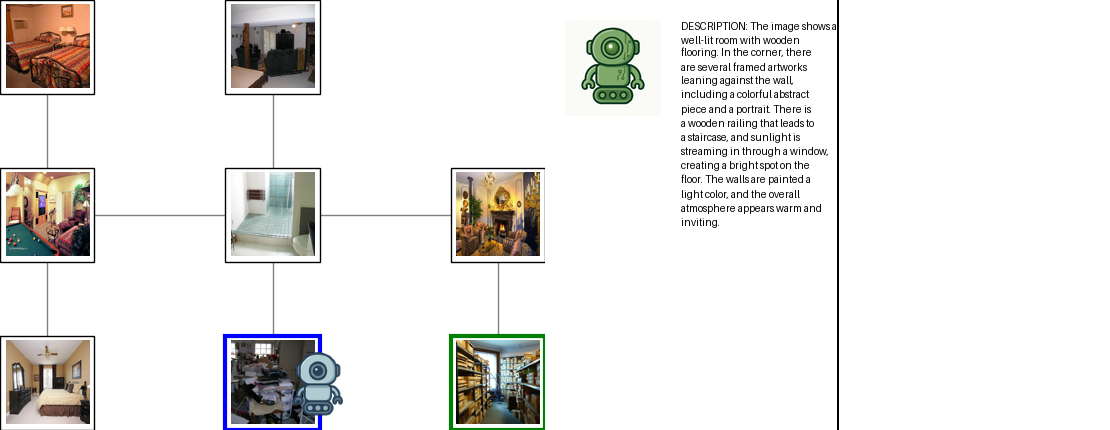 DESCRIPTION: The image shows a
well-lit room with wooden
flooring. In the corner, there
are several framed artworks
leaning against the wall,
including a colorful abstract
piece and a portrait. There is
a wooden railing that leads to
a staircase, and sunlight is
streaming in through a window,
creating a bright spot on the
floor. The walls are painted a
light color, and the overall
atmosphere appears warm and
inviting.